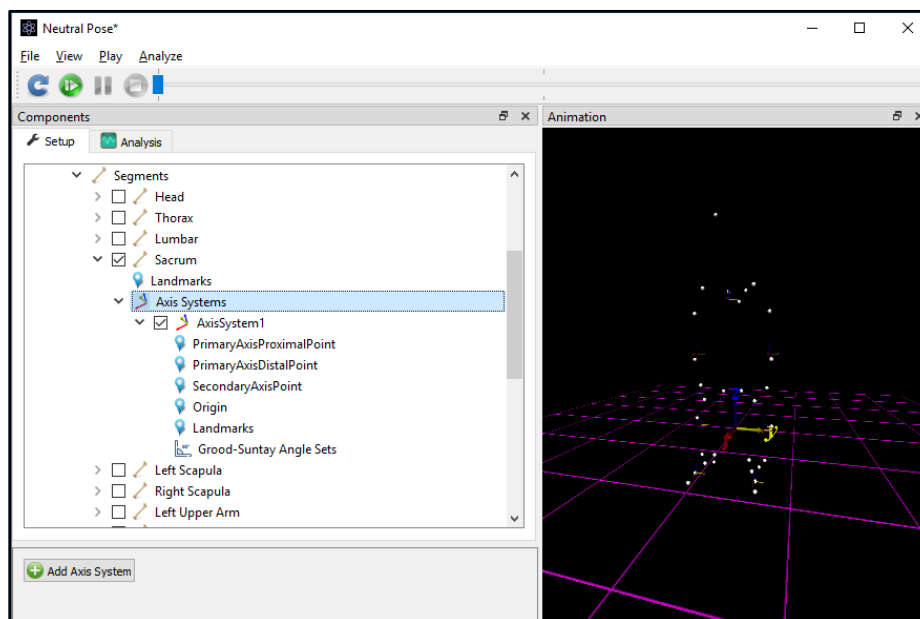 Neutral Pose*
File View Play Analyze
Components
Setup Analysis
Segments
Head
Thorax
Lumbar
Sacrum
Landmarks
Axis Systems
AxisSystem1
PrimaryAxisProximalPoint
PrimaryAxisDistalPoint
SecondaryAxisPoint
Origin
Landmarks
Grood-Suntay Angle Sets
Left Scapula
Right Scapula
Left Upper Arm
Add Axis System
Animation